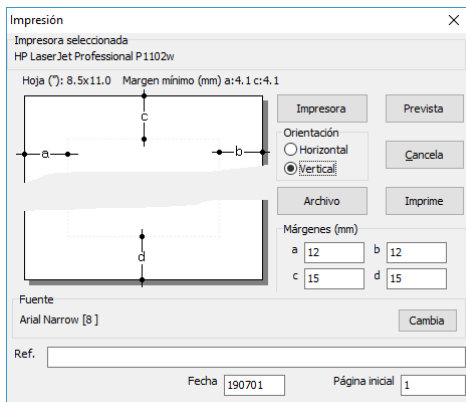 Impresión
Impresora seleccionada
HP LaserJet Professional P1102w
Hoja ("): 8.5x11.0 Margen mínimo (mm) a:4.1 c:4.1
c
a
b
d
Impresora
Prevista
Orientación
Horizontal
Vertical
Cancela
Archivo
Imprime
Márgenes (mm)
a 12 b 12
c 15 d 15
Fuente
Arial Narrow [8 ]
Cambia
Ref.
Fecha 190701 Página inicial 1